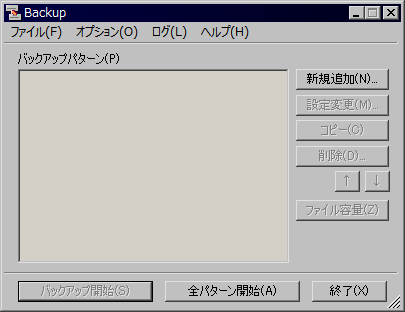 Backup
ファイル(F) オプション(O) ログ(L) ヘルプ(H)
バックアップパターン(P)
新規追加(N)...
設定変更(M)...
コピー(C)
削除(D)...
↑ ↓
ファイル容量(Z)
バックアップ開始(S) 全パターン開始(A) 終了(X)